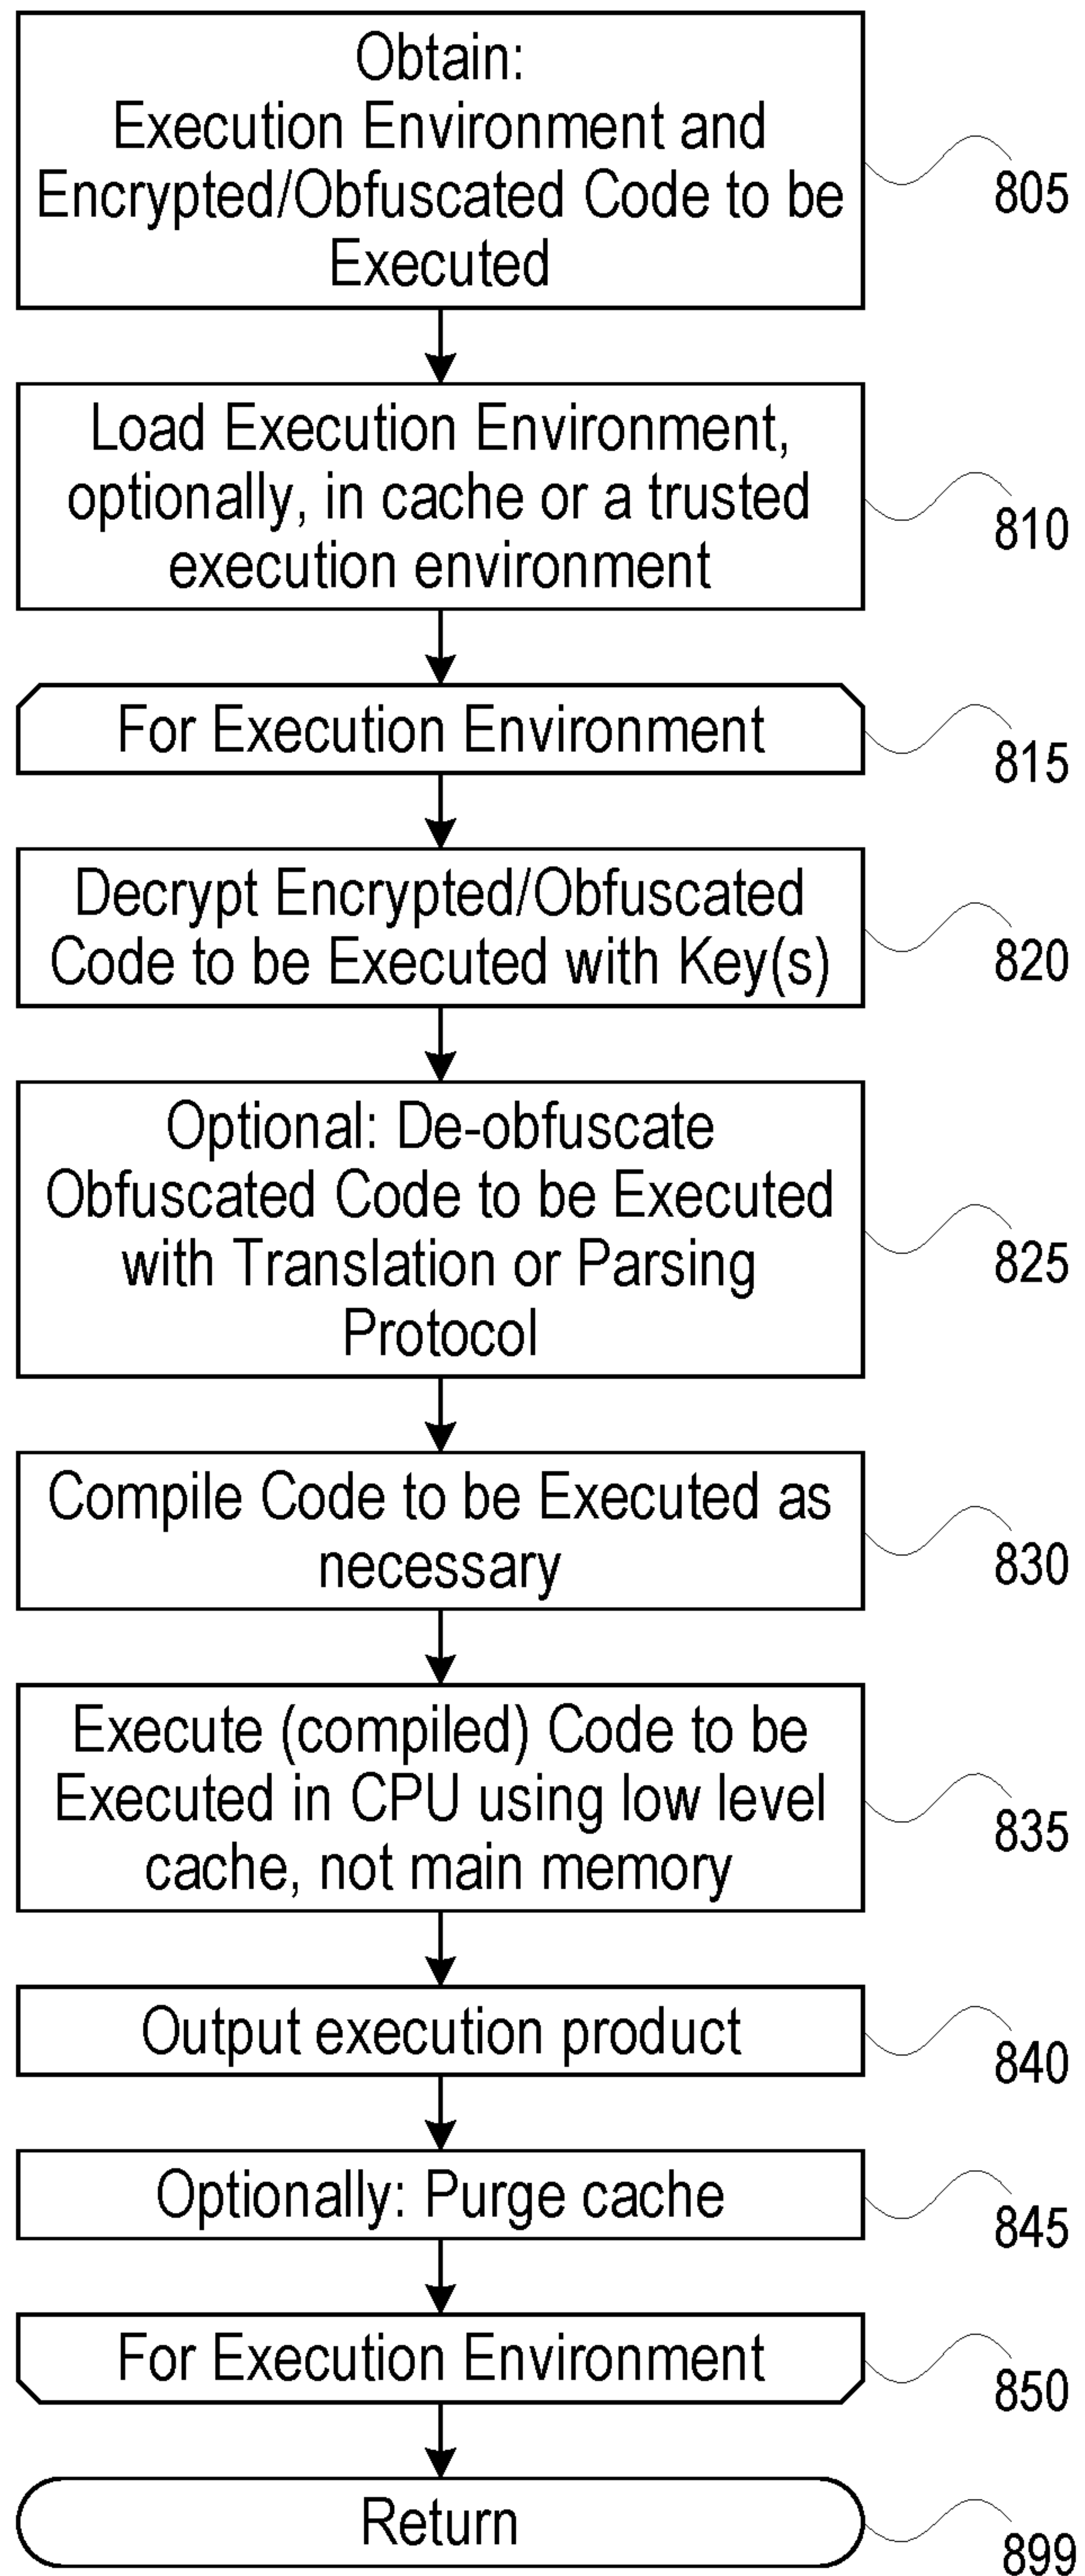 Obtain:
Execution Environment and
Encrypted/Obfuscated Code to be
Executed
805
Load Execution Environment,
optionally, in cache or a trusted
execution environment
810
For Execution Environment
815
Decrypt Encrypted/Obfuscated
Code to be Executed with Key(s)
820
Optional: De-obfuscate
Obfuscated Code to be Executed
with Translation or Parsing
Protocol
825
Compile Code to be Executed as
necessary
830
Execute (compiled) Code to be
Executed in CPU using low level
cache, not main memory
835
Output execution product
840
Optionally: Purge cache
845
For Execution Environment
850
Return
899